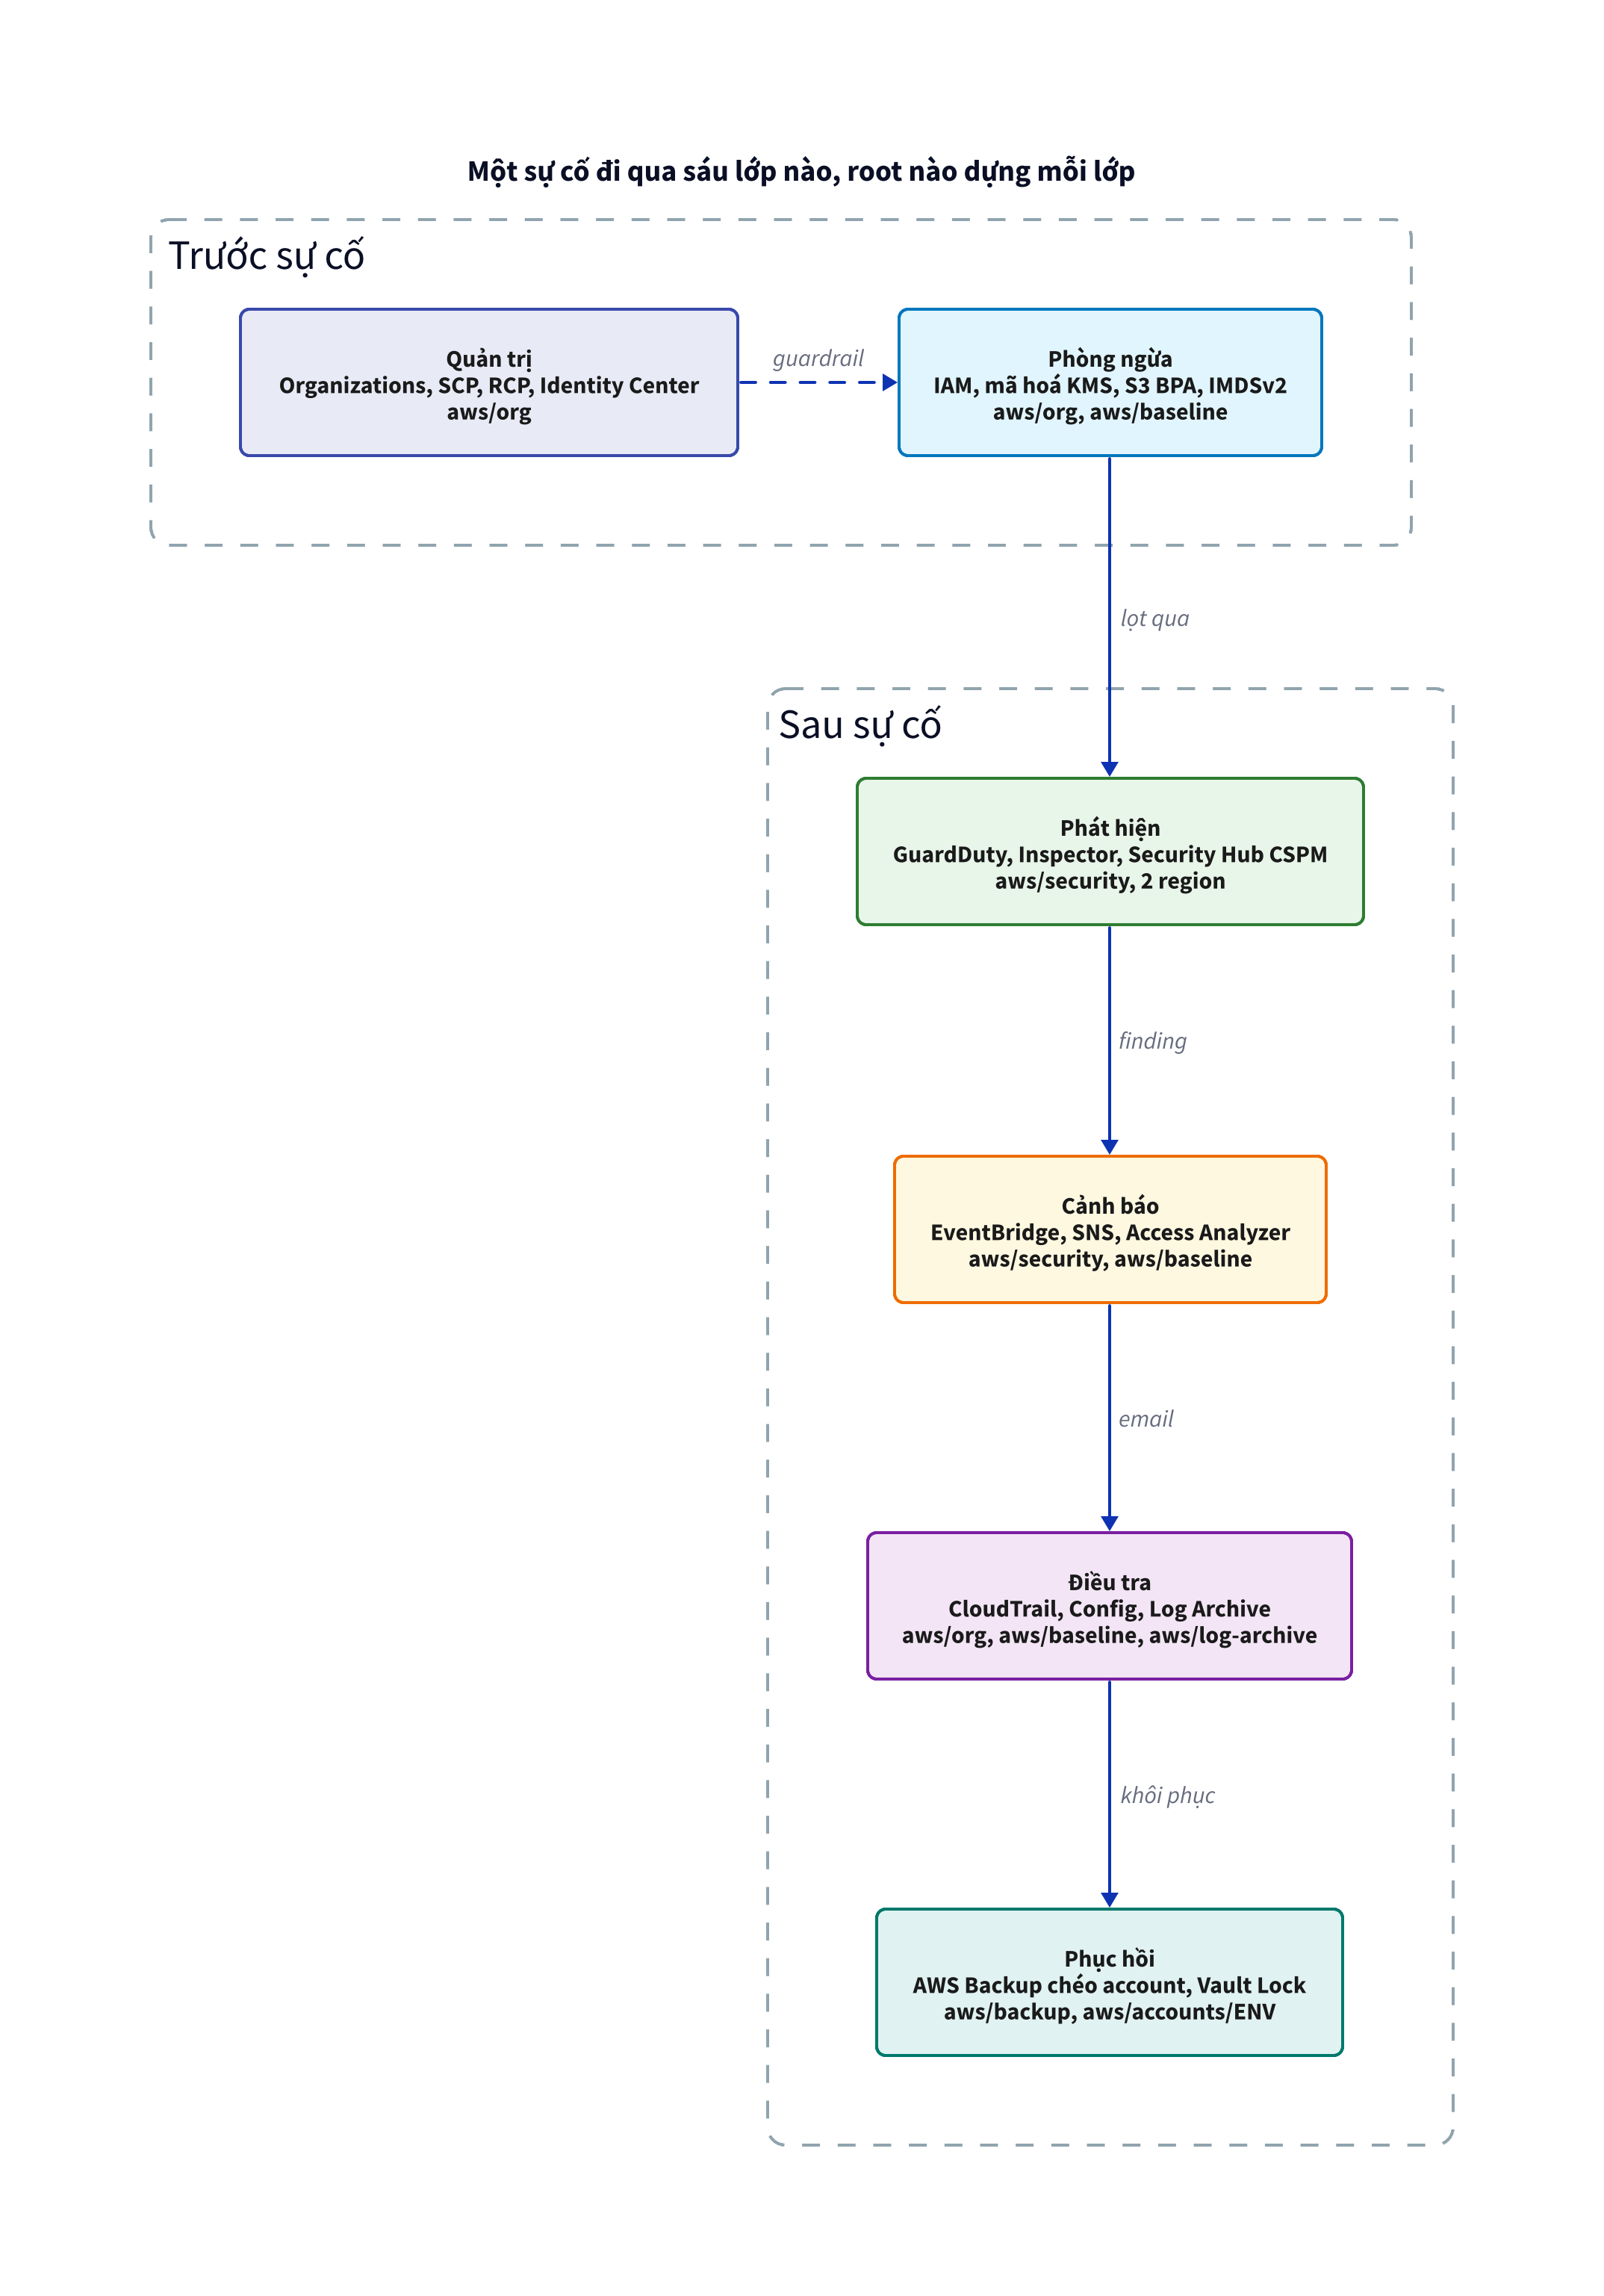 Một sự cố đi qua sáu lớp nào, root nào dựng mỗi lớp
Trước sự cố
Quản trị
Organizations, SCP, RCP, Identity Center
aws/org
guardrail
Phòng ngừa
IAM, mã hoá KMS, S3 BPA, IMDSv2
aws/org, aws/baseline
lọt qua
Sau sự cố
Phát hiện
GuardDuty, Inspector, Security Hub CSPM
aws/security, 2 region
finding
Cảnh báo
EventBridge, SNS, Access Analyzer
aws/security, aws/baseline
email
Điều tra
CloudTrail, Config, Log Archive
aws/org, aws/baseline, aws/log-archive
khôi phục
Phục hồi
AWS Backup chéo account, Vault Lock
aws/backup, aws/accounts/ENV